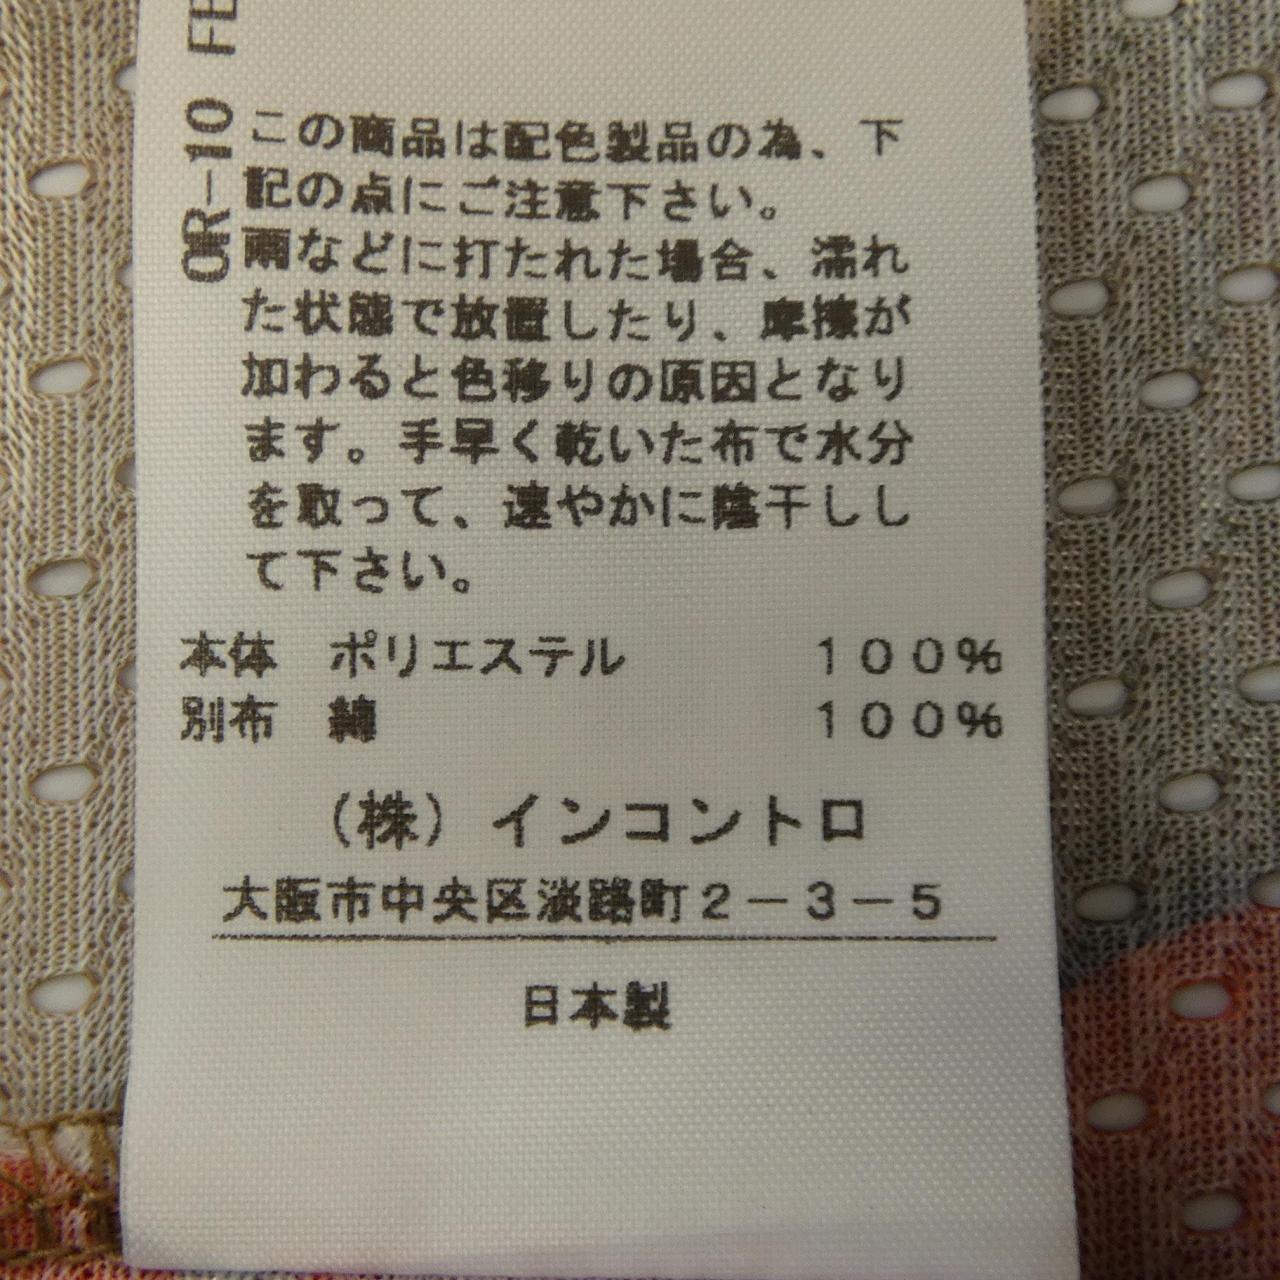 この商品は配色製品の為、下
記の点にご注意下さい。
雨などに打たれた場合、濡れ
た状態で放置したり、摩擦が
加わると色移りの原因となり
ます。手早く乾いた布で水分
を取って、速やかに陰干しし
て下さい。
本体 ポリエステル 100%
別布 綿 100%
(株) インコントロ
大阪市中央区淡路町2-3-5
日本製
OR-10